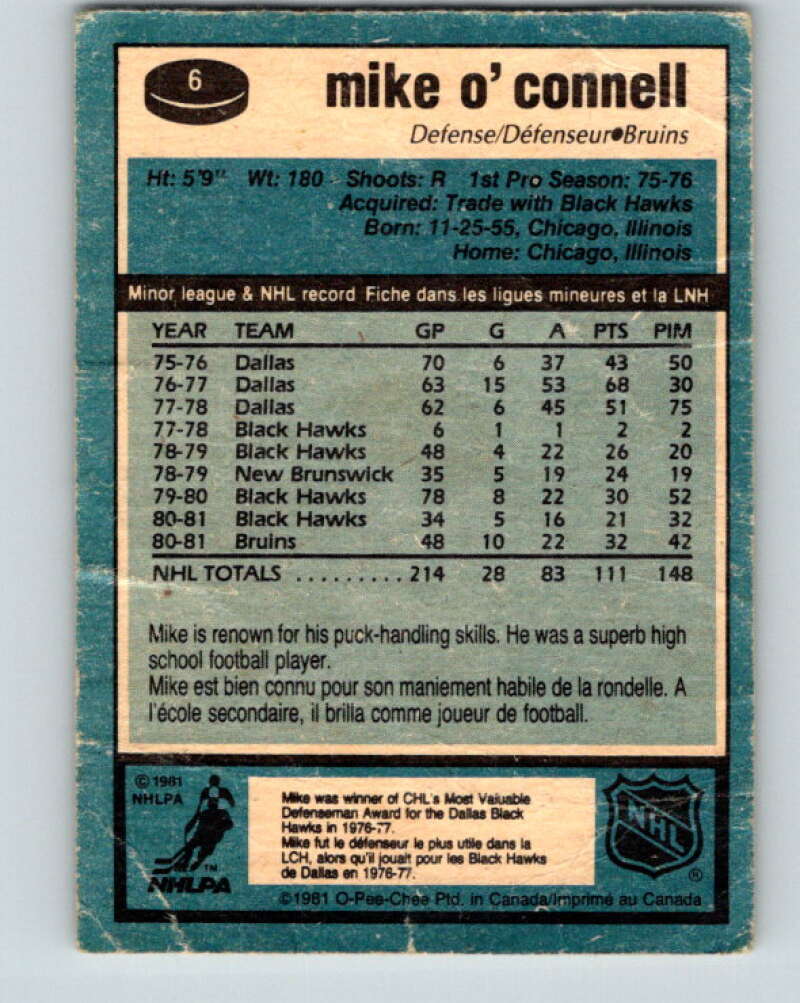 6
mike o' connell
Defense/Défenseur●Bruins
Ht: 5'9" Wt: 180 Shoots: R 1st Pro Season: 75-76
Acquired: Trade with Black Hawks
Born: 11-25-55, Chicago, Illinois
Home: Chicago, Illinois
Minor league & NHL record Fiche dans les ligues mineures et la LNH
YEAR TEAM GP G A PTS PIM
75-76 Dallas 70 6 37 43 50
76-77 Dallas 63 15 53 68 30
77-78 Dallas 62 6 45 51 75
77-78 Black Hawks 6 1 1 2 2
78-79 Black Hawks 48 4 22 26 20
78-79 New Brunswick 35 5 19 24 19
79-80 Black Hawks 78 8 22 30 52
80-81 Black Hawks 34 5 16 21 32
80-81 Bruins 48 10 22 32 42
NHL TOTALS ......... 214 28 83 111 148
Mike is renown for his puck-handling skills. He was a superb high
school football player.
Mike est bien connu pour son maniement habile de la rondelle. A
l'école secondaire, il brilla comme joueur de football.
© 1981
NHLPA
NHLPA
TM
Mike was winner of CHL's Most Valuable
Defenseman Award for the Dallas Black
Hawks in 1976-77.
Mike fut le défenseur le plus utile dans la
LCH, alors qu'il jouait pour les Black Hawks
de Dallas en 1976-77.
NHL
®
©1981 O-Pee-Chee Ptd. in Canada/Imprimé au Canada